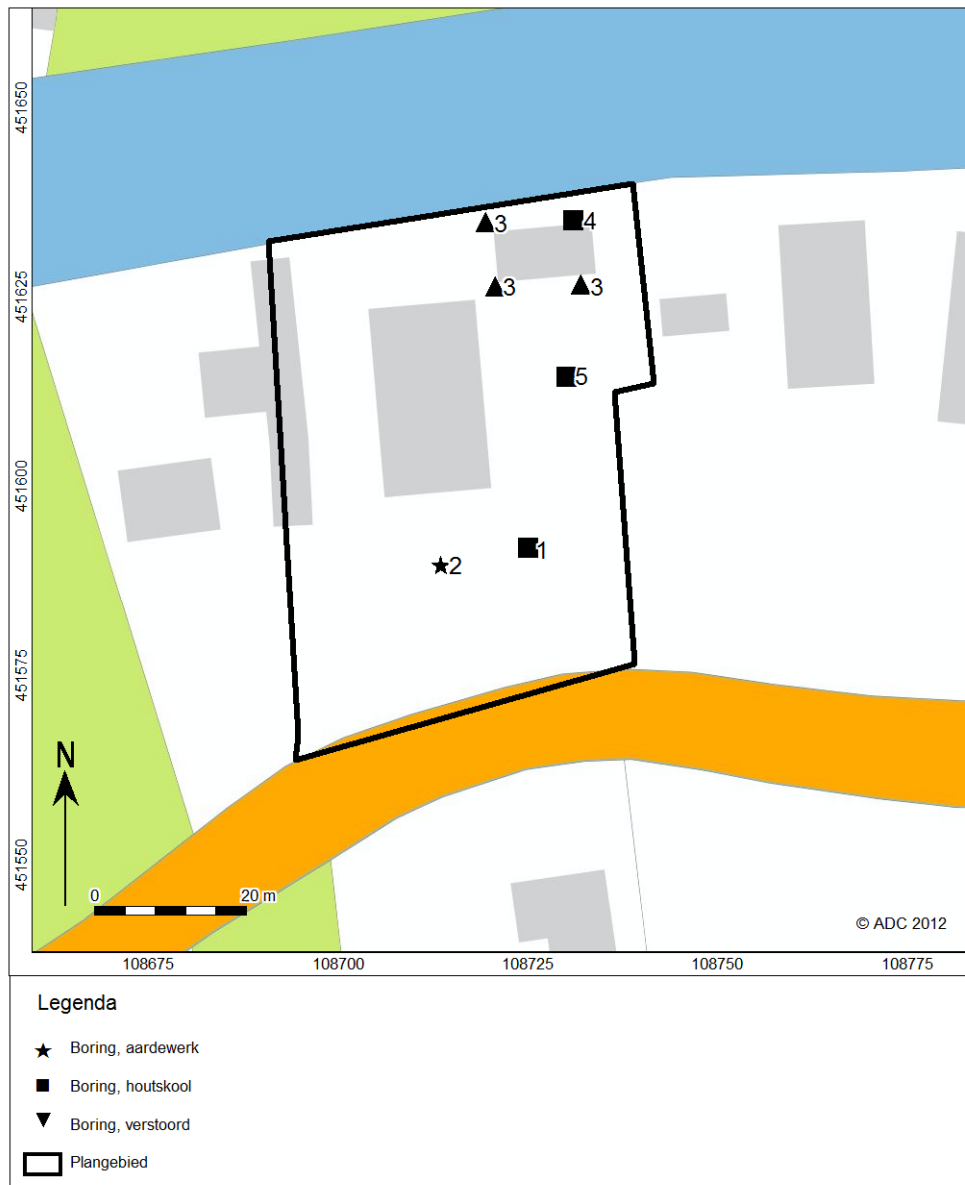 451650
451625
451600
451575
451550
3
4
3
3
5
1
2
N
0 20 m
© ADC 2012
108675 108700 108725 108750 108775
Legenda
Boring, aardewerk
Boring, houtskool
Boring, verstoord
Plangebied